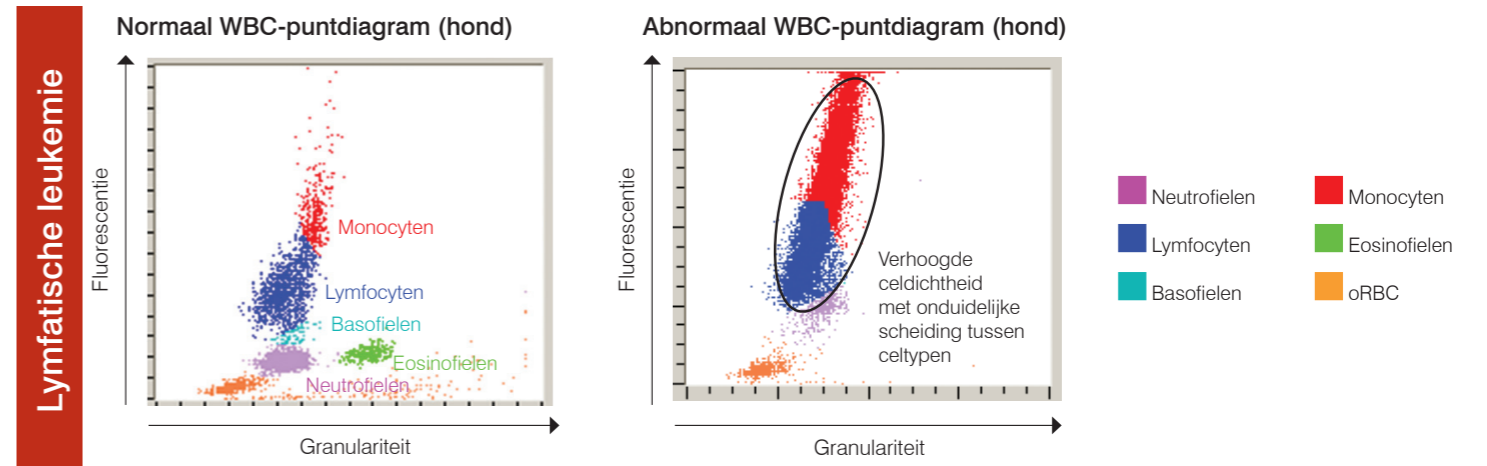 Lymfatische leukemie
Normaal WBC-puntdiagram (hond)
Fluorescentie
Monocyten
Lymfocyten
Basofielen
Eosinofielen
Neutrofielen
Granulariteit
Abnormaal WBC-puntdiagram (hond)
Fluorescentie
Verhoogde
celdichtheid
met onduidelijke
scheiding tussen
celtypen
Granulariteit
Neutrofielen
Monocyten
Lymfocyten
Eosinofielen
Basofielen
oRBC